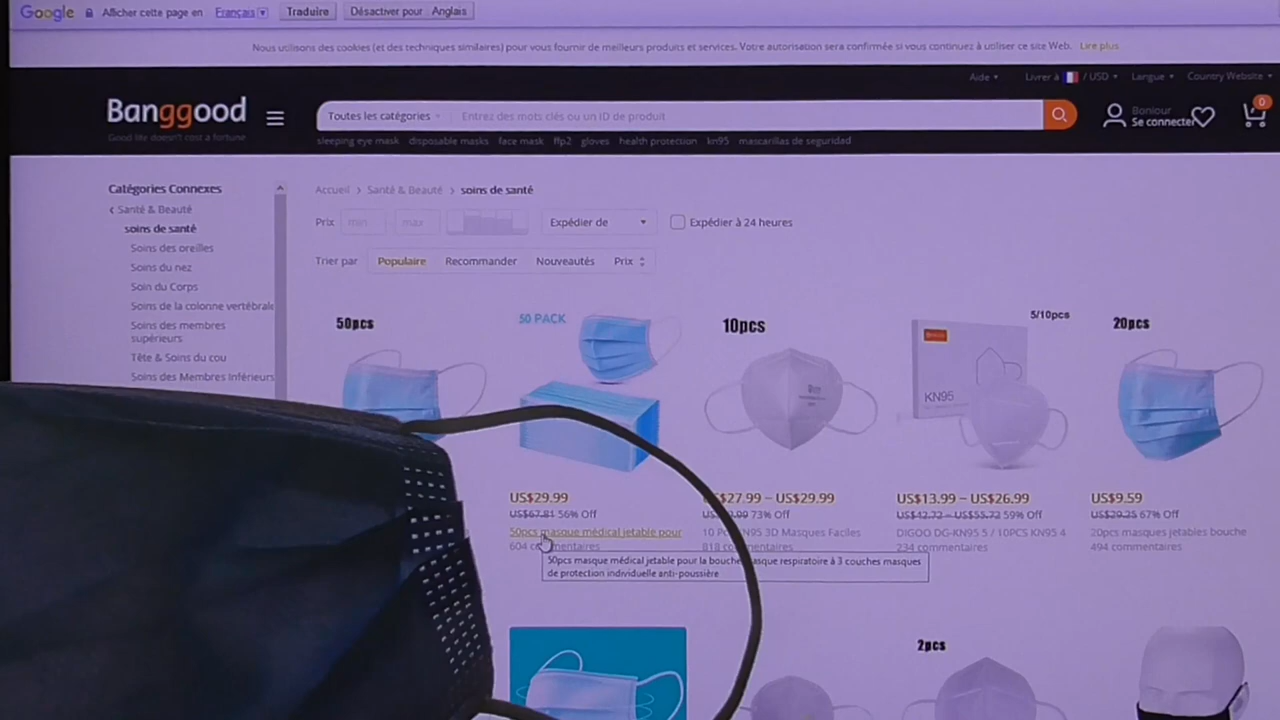 Google Afficher cette page en Français Traduire Désactiver pour Anglais
Nous utilisons des cookies (et des techniques similaires) pour vous fournir de meilleurs produits et services. Votre autorisation sera confirmée si vous continuez à utiliser ce site Web. Lire plus
Aide Livrer à / USD Langue Country Website
Banggood
Good life doesn't cost a fortune
Toutes les catégories Entrez des mots clés ou un ID de produit
Bonjour
Se connecter
0
sleeping eye mask disposable masks face mask ffp2 gloves health protection kn95 mascarillas de seguridad
Catégories Connexes
Santé & Beauté
soins de santé
Soins des oreilles
Soins du nez
Soin du Corps
Soins de la colonne vertébrale
Soins des membres
supérieurs
Tête & Soins du cou
Soins des Membres Inférieurs
Accueil > Santé & Beauté > soins de santé
Prix min max Expédier de Expédier à 24 heures
Trier par Populaire Recommander Nouveautés Prix
50pcs
50 PACK
10pcs
5/10pcs
KN95
20pcs
US$29.99
US$67.81 56% Off
50pcs masque médical jetable pour
604 commentaires
US$27.99 – US$29.99
73% Off
KN95 3D Masques Faciles
818 commentaires
US$13.99 – US$26.99
US$42.72 – US$55.72 59% Off
DIGOO DG-KN95 5 / 10PCS KN95 4
234 commentaires
US$9.59
US$29.25 67% Off
20pcs masques jetables bouche
494 commentaires
50pcs masque médical jetable pour la bouche masque respiratoire à 3 couches masques
de protection individuelle anti-poussière
2pcs